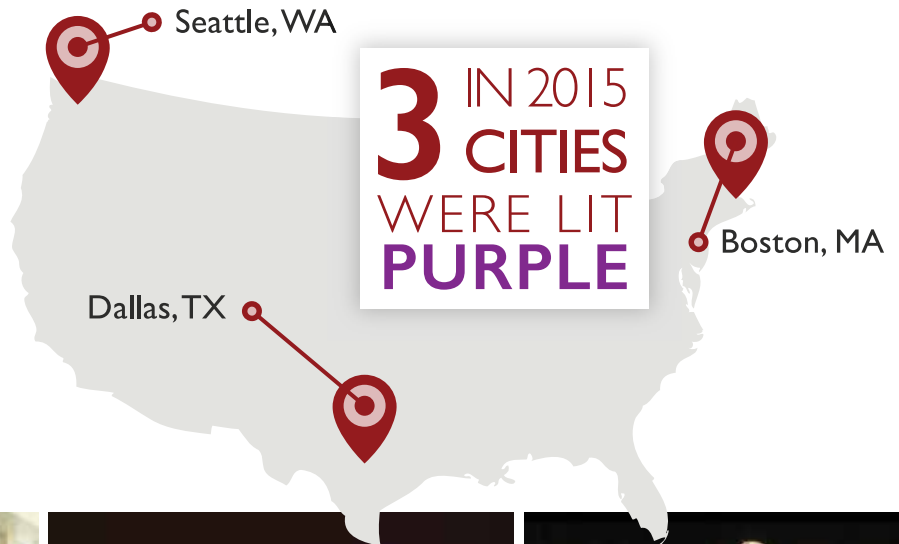 Seattle, WA
3 IN 2015
CITIES
WERE LIT
PURPLE
Boston, MA
Dallas, TX